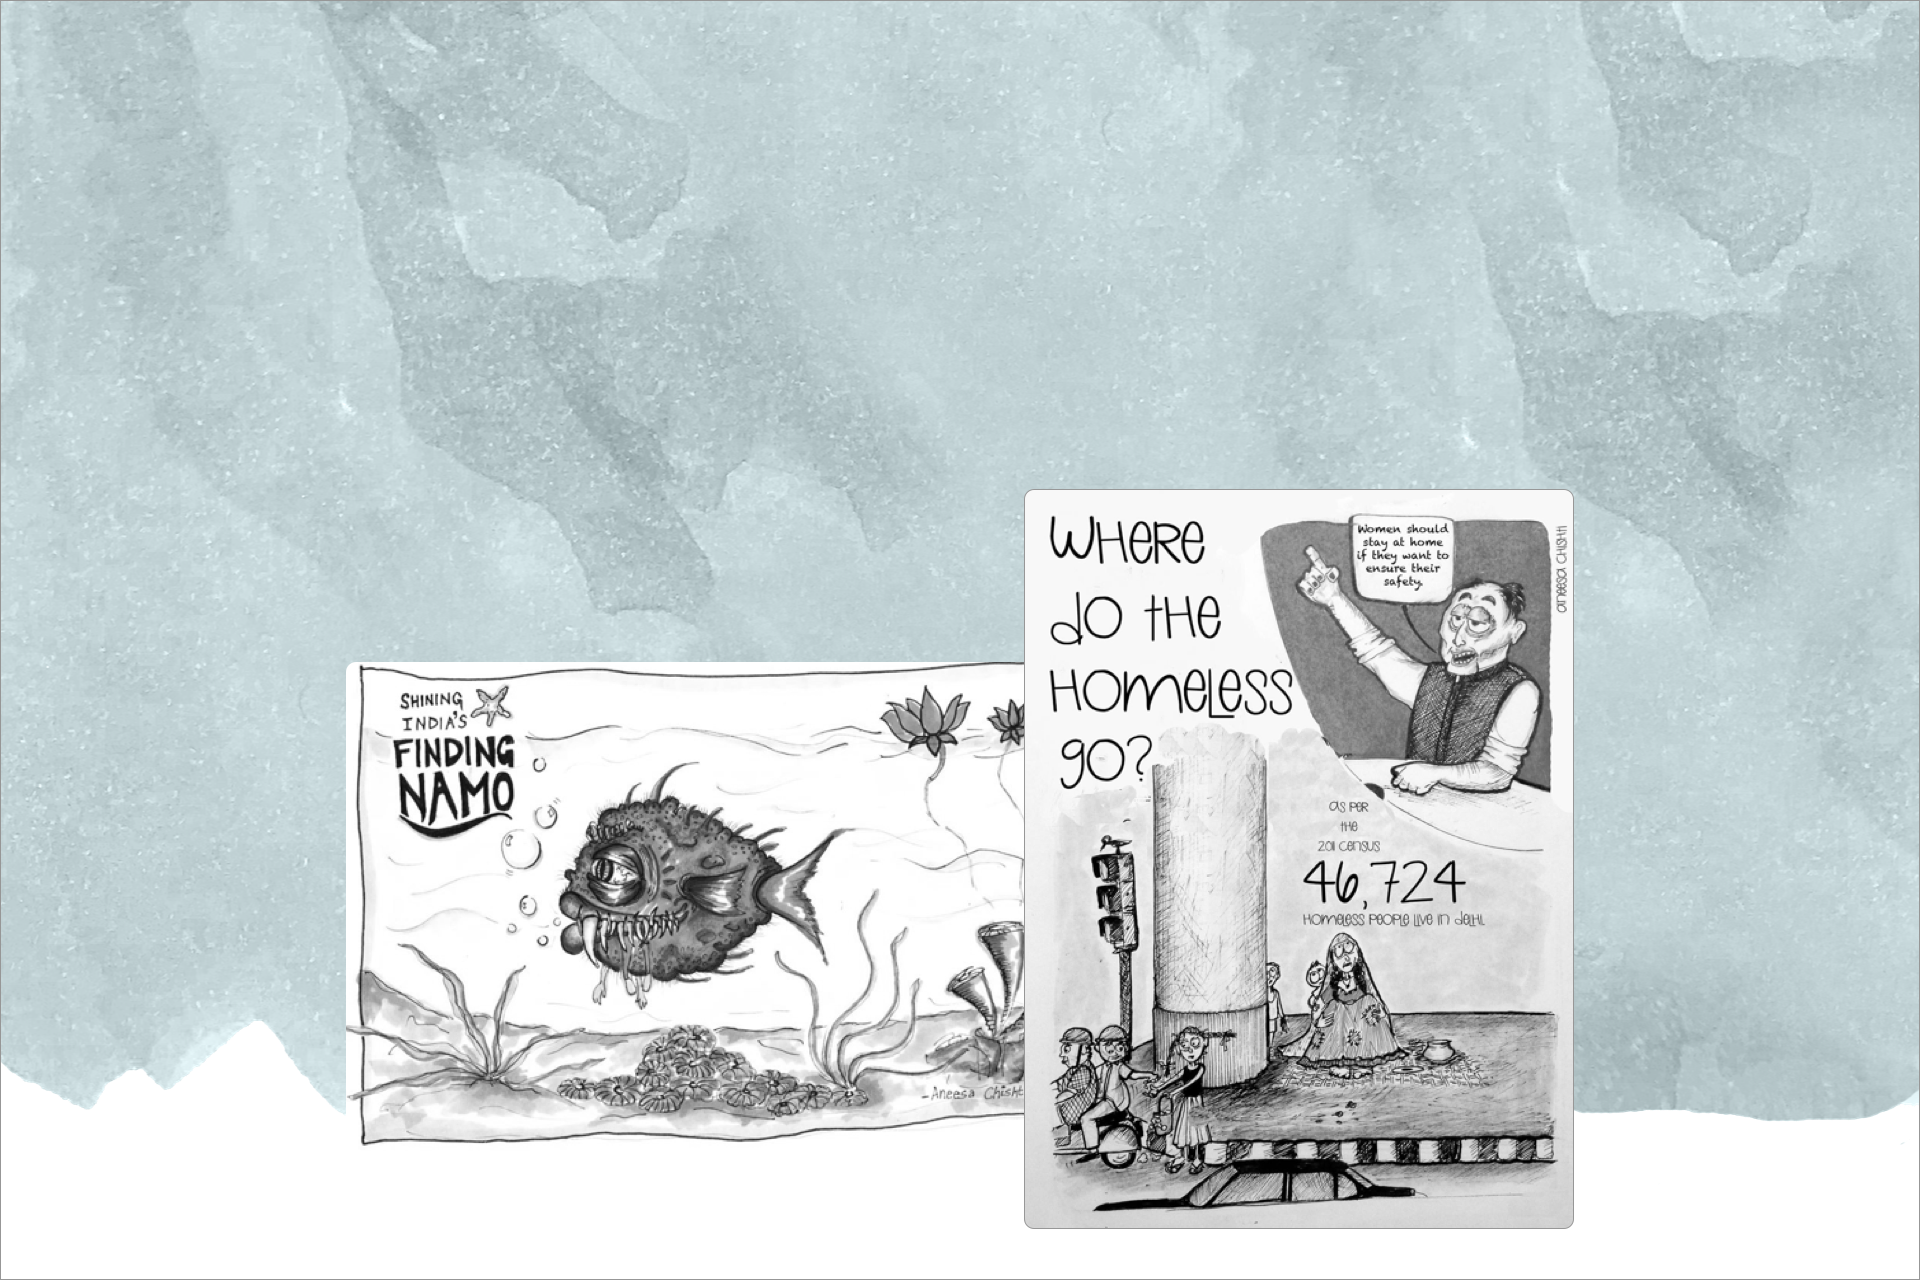 SHINING
INDIA'S
FINDING
NAMO
-Aneesa Chisht
WHERE
do the
HOMELESS
go?
Women should
stay at home
if they want to
ensure their
safety.
aneesa CHISHTI
as per
the
2011 census
46,724
Homeless people live in delhi.